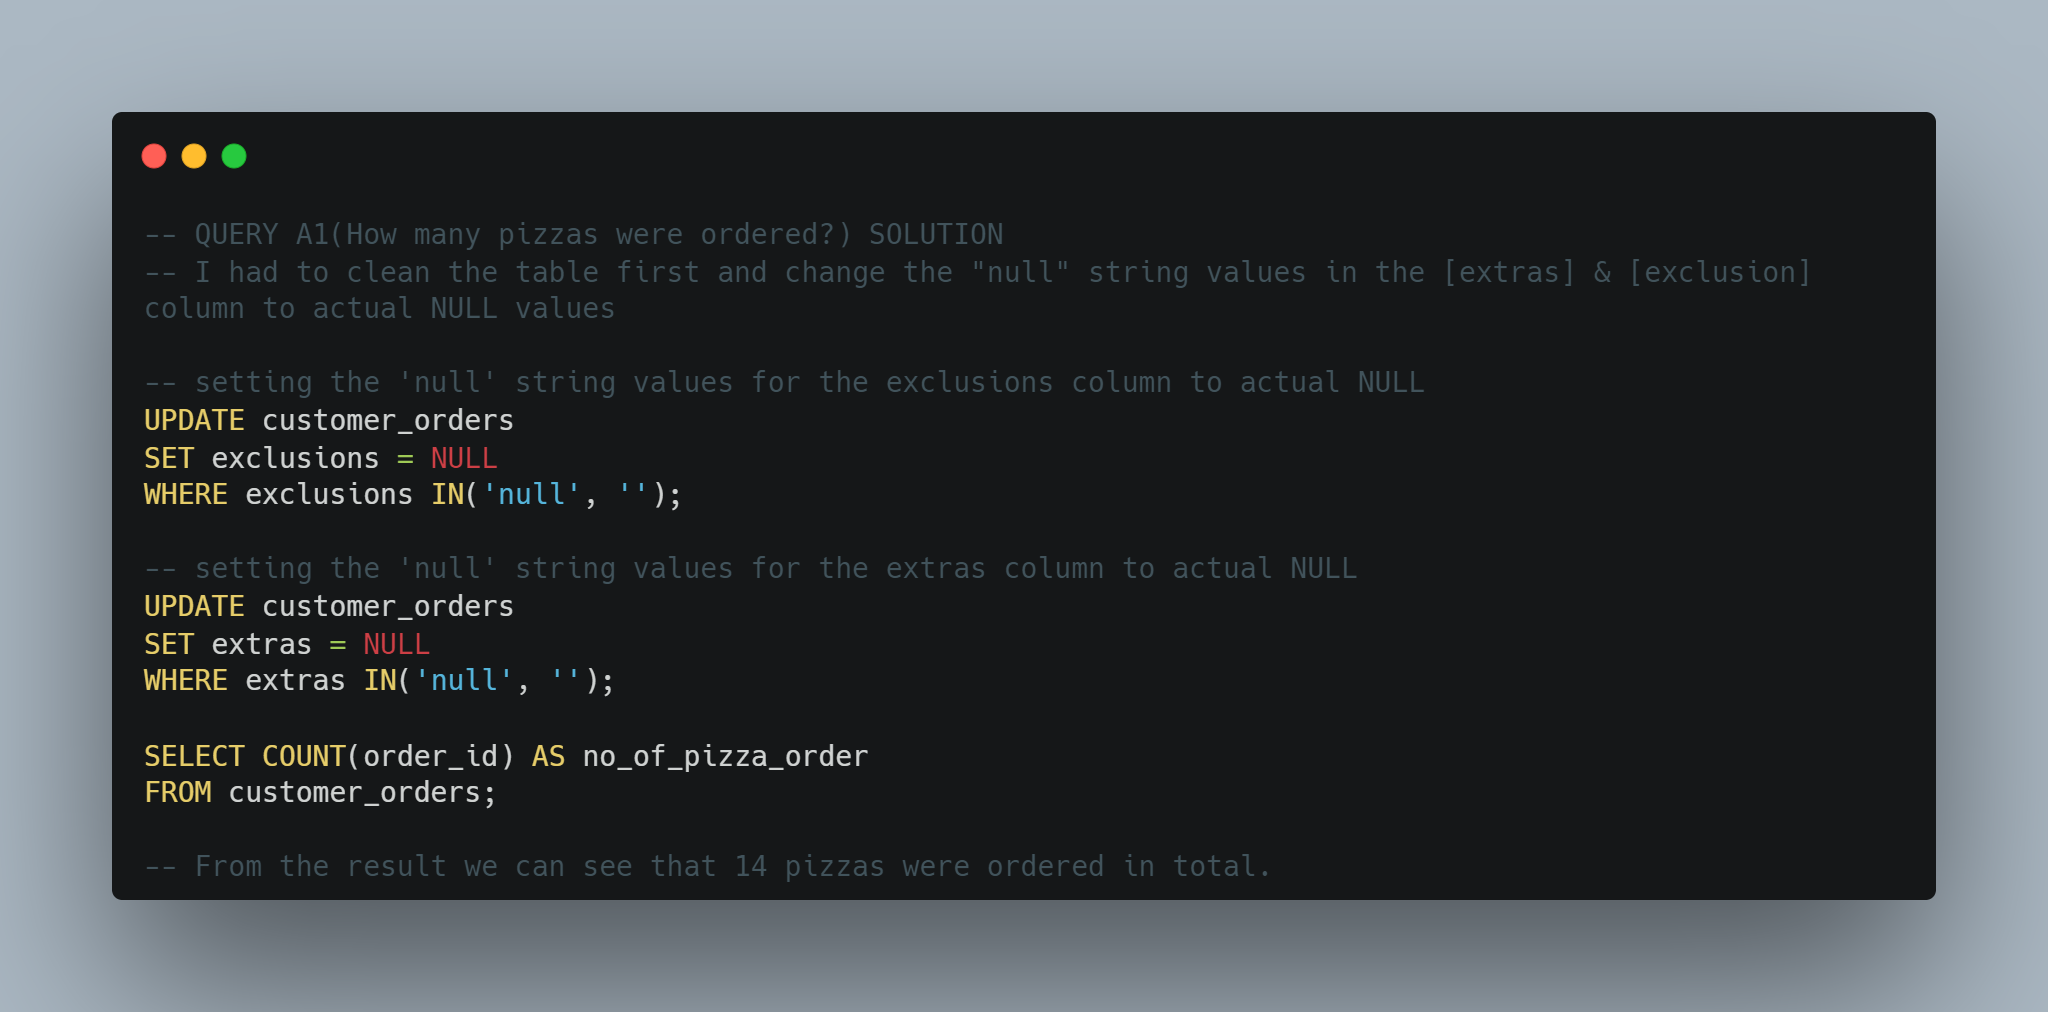 -- QUERY A1(How many pizzas were ordered?) SOLUTION
-- I had to clean the table first and change the "null" string values in the [extras] & [exclusion]
column to actual NULL values
-- setting the 'null' string values for the exclusions column to actual NULL
UPDATE customer_orders
SET exclusions = NULL
WHERE exclusions IN('null', '');
-- setting the 'null' string values for the extras column to actual NULL
UPDATE customer_orders
SET extras = NULL
WHERE extras IN('null', '');
SELECT COUNT(order_id) AS no_of_pizza_order
FROM customer_orders;
-- From the result we can see that 14 pizzas were ordered in total.